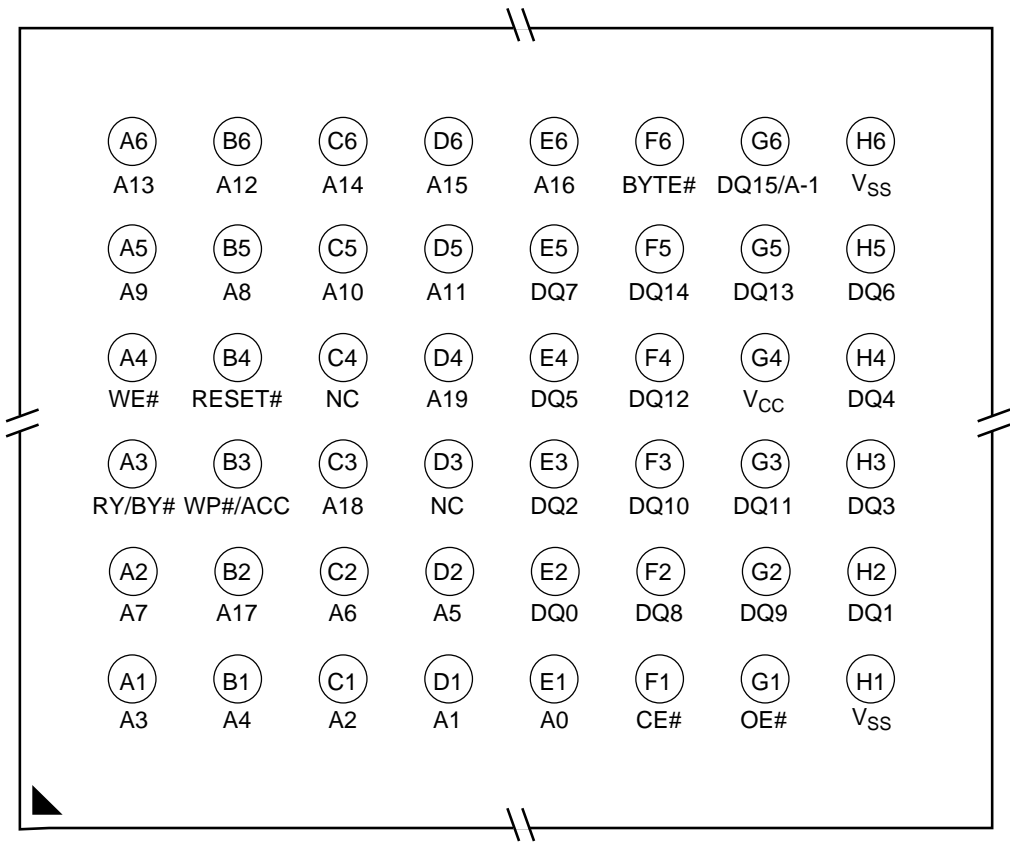 A6 B6 C6 D6 E6 F6 G6 H6
A13 A12 A14 A15 A16 BYTE# DQ15/A-1 VSS
A5 B5 C5 D5 E5 F5 G5 H5
A9 A8 A10 A11 DQ7 DQ14 DQ13 DQ6
A4 B4 C4 D4 E4 F4 G4 H4
WE# RESET# NC A19 DQ5 DQ12 VCC DQ4
A3 B3 C3 D3 E3 F3 G3 H3
RY/BY# WP#/ACC A18 NC DQ2 DQ10 DQ11 DQ3
A2 B2 C2 D2 E2 F2 G2 H2
A7 A17 A6 A5 DQ0 DQ8 DQ9 DQ1
A1 B1 C1 D1 E1 F1 G1 H1
A3 A4 A2 A1 A0 CE# OE# VSS